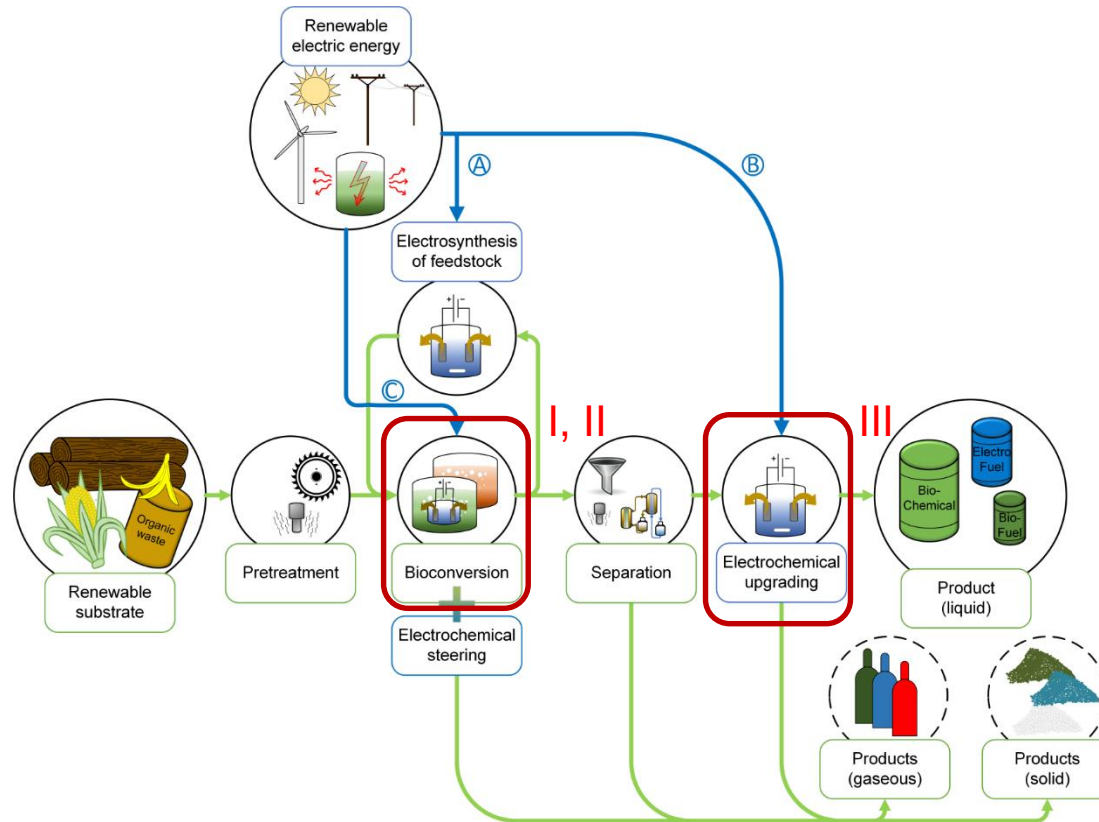 Renewable
electric energy
Ⓐ
Ⓑ
Electrosynthesis
of feedstock
+ −
Ⓒ
I, II
III
Organic
waste
Renewable
substrate
Pretreatment
Bioconversion
+
Electrochemical
steering
Separation
+ −
Electrochemical
upgrading
Bio-
Chemical
Electro
Fuel
Bio-
Fuel
Product
(liquid)
Products
(gaseous)
Products
(solid)